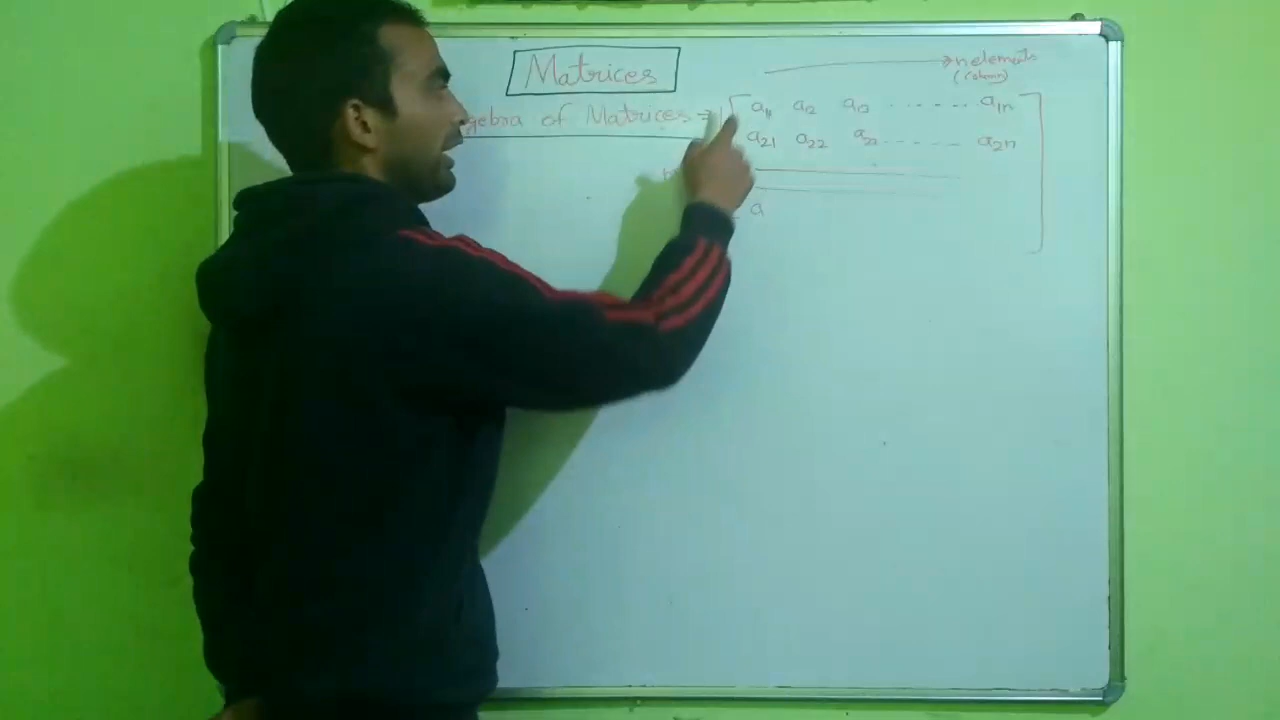 Matrices
→ n elements
(column)
gebra of Matrices ⇒
a11 a12 a13 ------ a1n
a21 a22 a23 ------ a2n
a